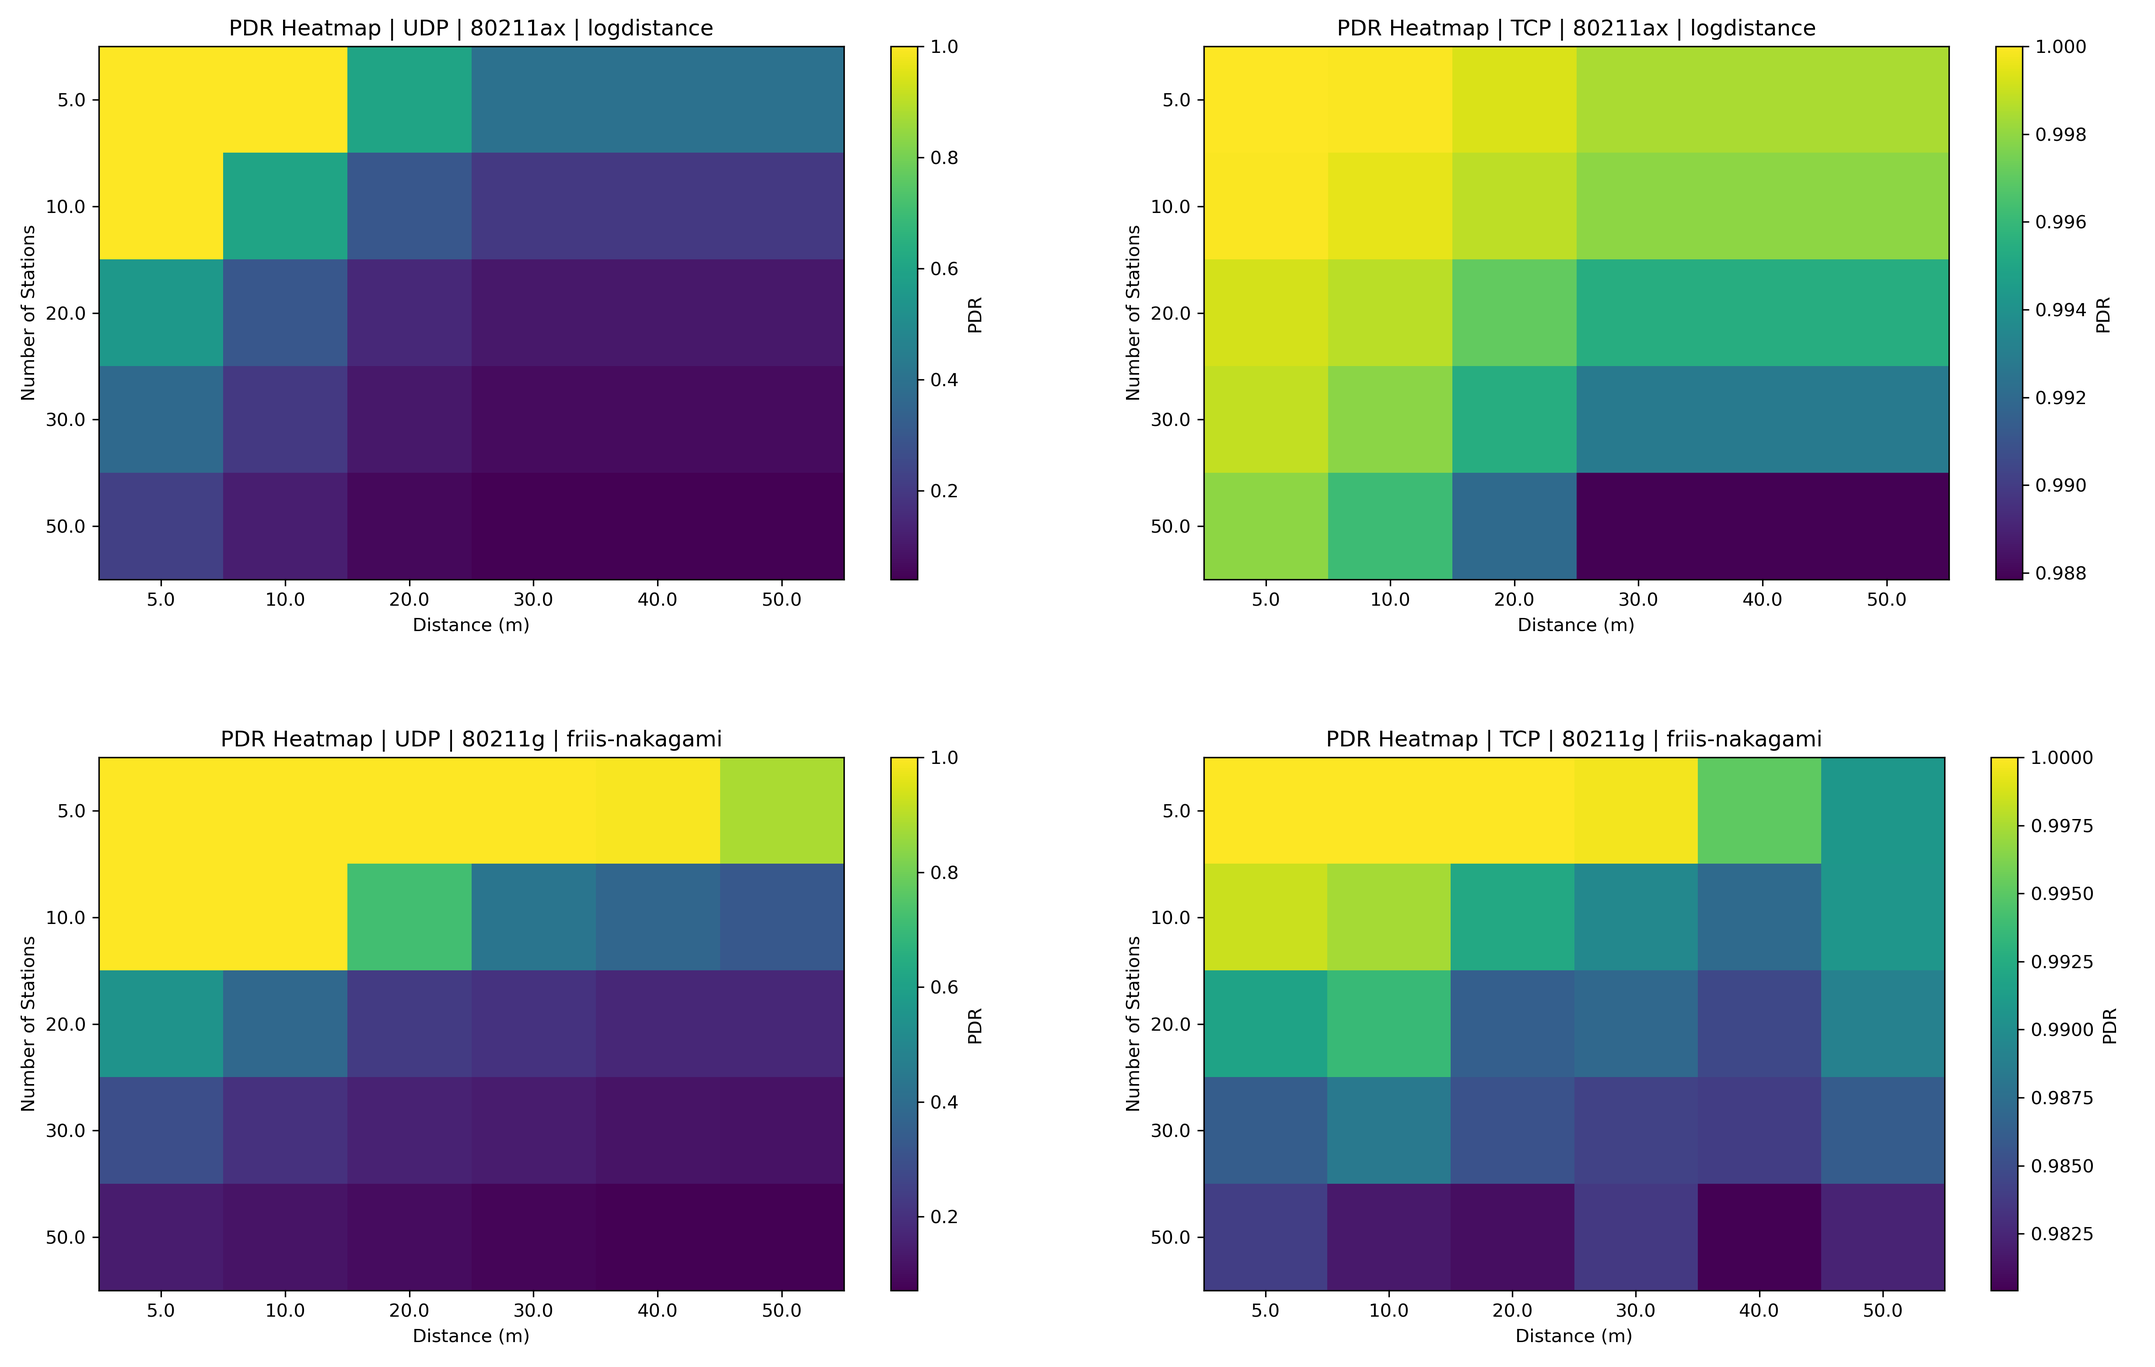 PDR Heatmap | UDP | 80211ax | logdistance
Number of Stations
5.0
10.0
20.0
30.0
50.0
5.0 10.0 20.0 30.0 40.0 50.0
Distance (m)
1.0
0.8
0.6
0.4
0.2
PDR
PDR Heatmap | TCP | 80211ax | logdistance
Number of Stations
5.0
10.0
20.0
30.0
50.0
5.0 10.0 20.0 30.0 40.0 50.0
Distance (m)
1.000
0.998
0.996
0.994
0.992
0.990
0.988
PDR
PDR Heatmap | UDP | 80211g | friis-nakagami
Number of Stations
5.0
10.0
20.0
30.0
50.0
5.0 10.0 20.0 30.0 40.0 50.0
Distance (m)
1.0
0.8
0.6
0.4
0.2
PDR
PDR Heatmap | TCP | 80211g | friis-nakagami
Number of Stations
5.0
10.0
20.0
30.0
50.0
5.0 10.0 20.0 30.0 40.0 50.0
Distance (m)
1.0000
0.9975
0.9950
0.9925
0.9900
0.9875
0.9850
0.9825
PDR